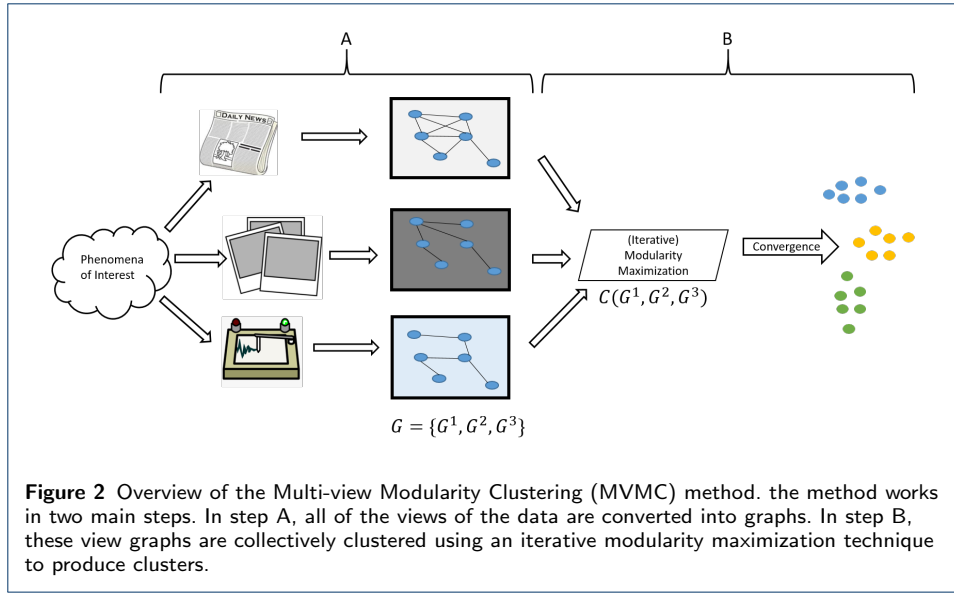 A
B
DAILY NEWS
Phenomena
of Interest
(Iterative)
Modularity
Maximization
C(G¹, G², G³)
Convergence
G = {G¹, G², G³}
Figure 2 Overview of the Multi-view Modularity Clustering (MVMC) method. the method works
in two main steps. In step A, all of the views of the data are converted into graphs. In step B,
these view graphs are collectively clustered using an iterative modularity maximization technique
to produce clusters.